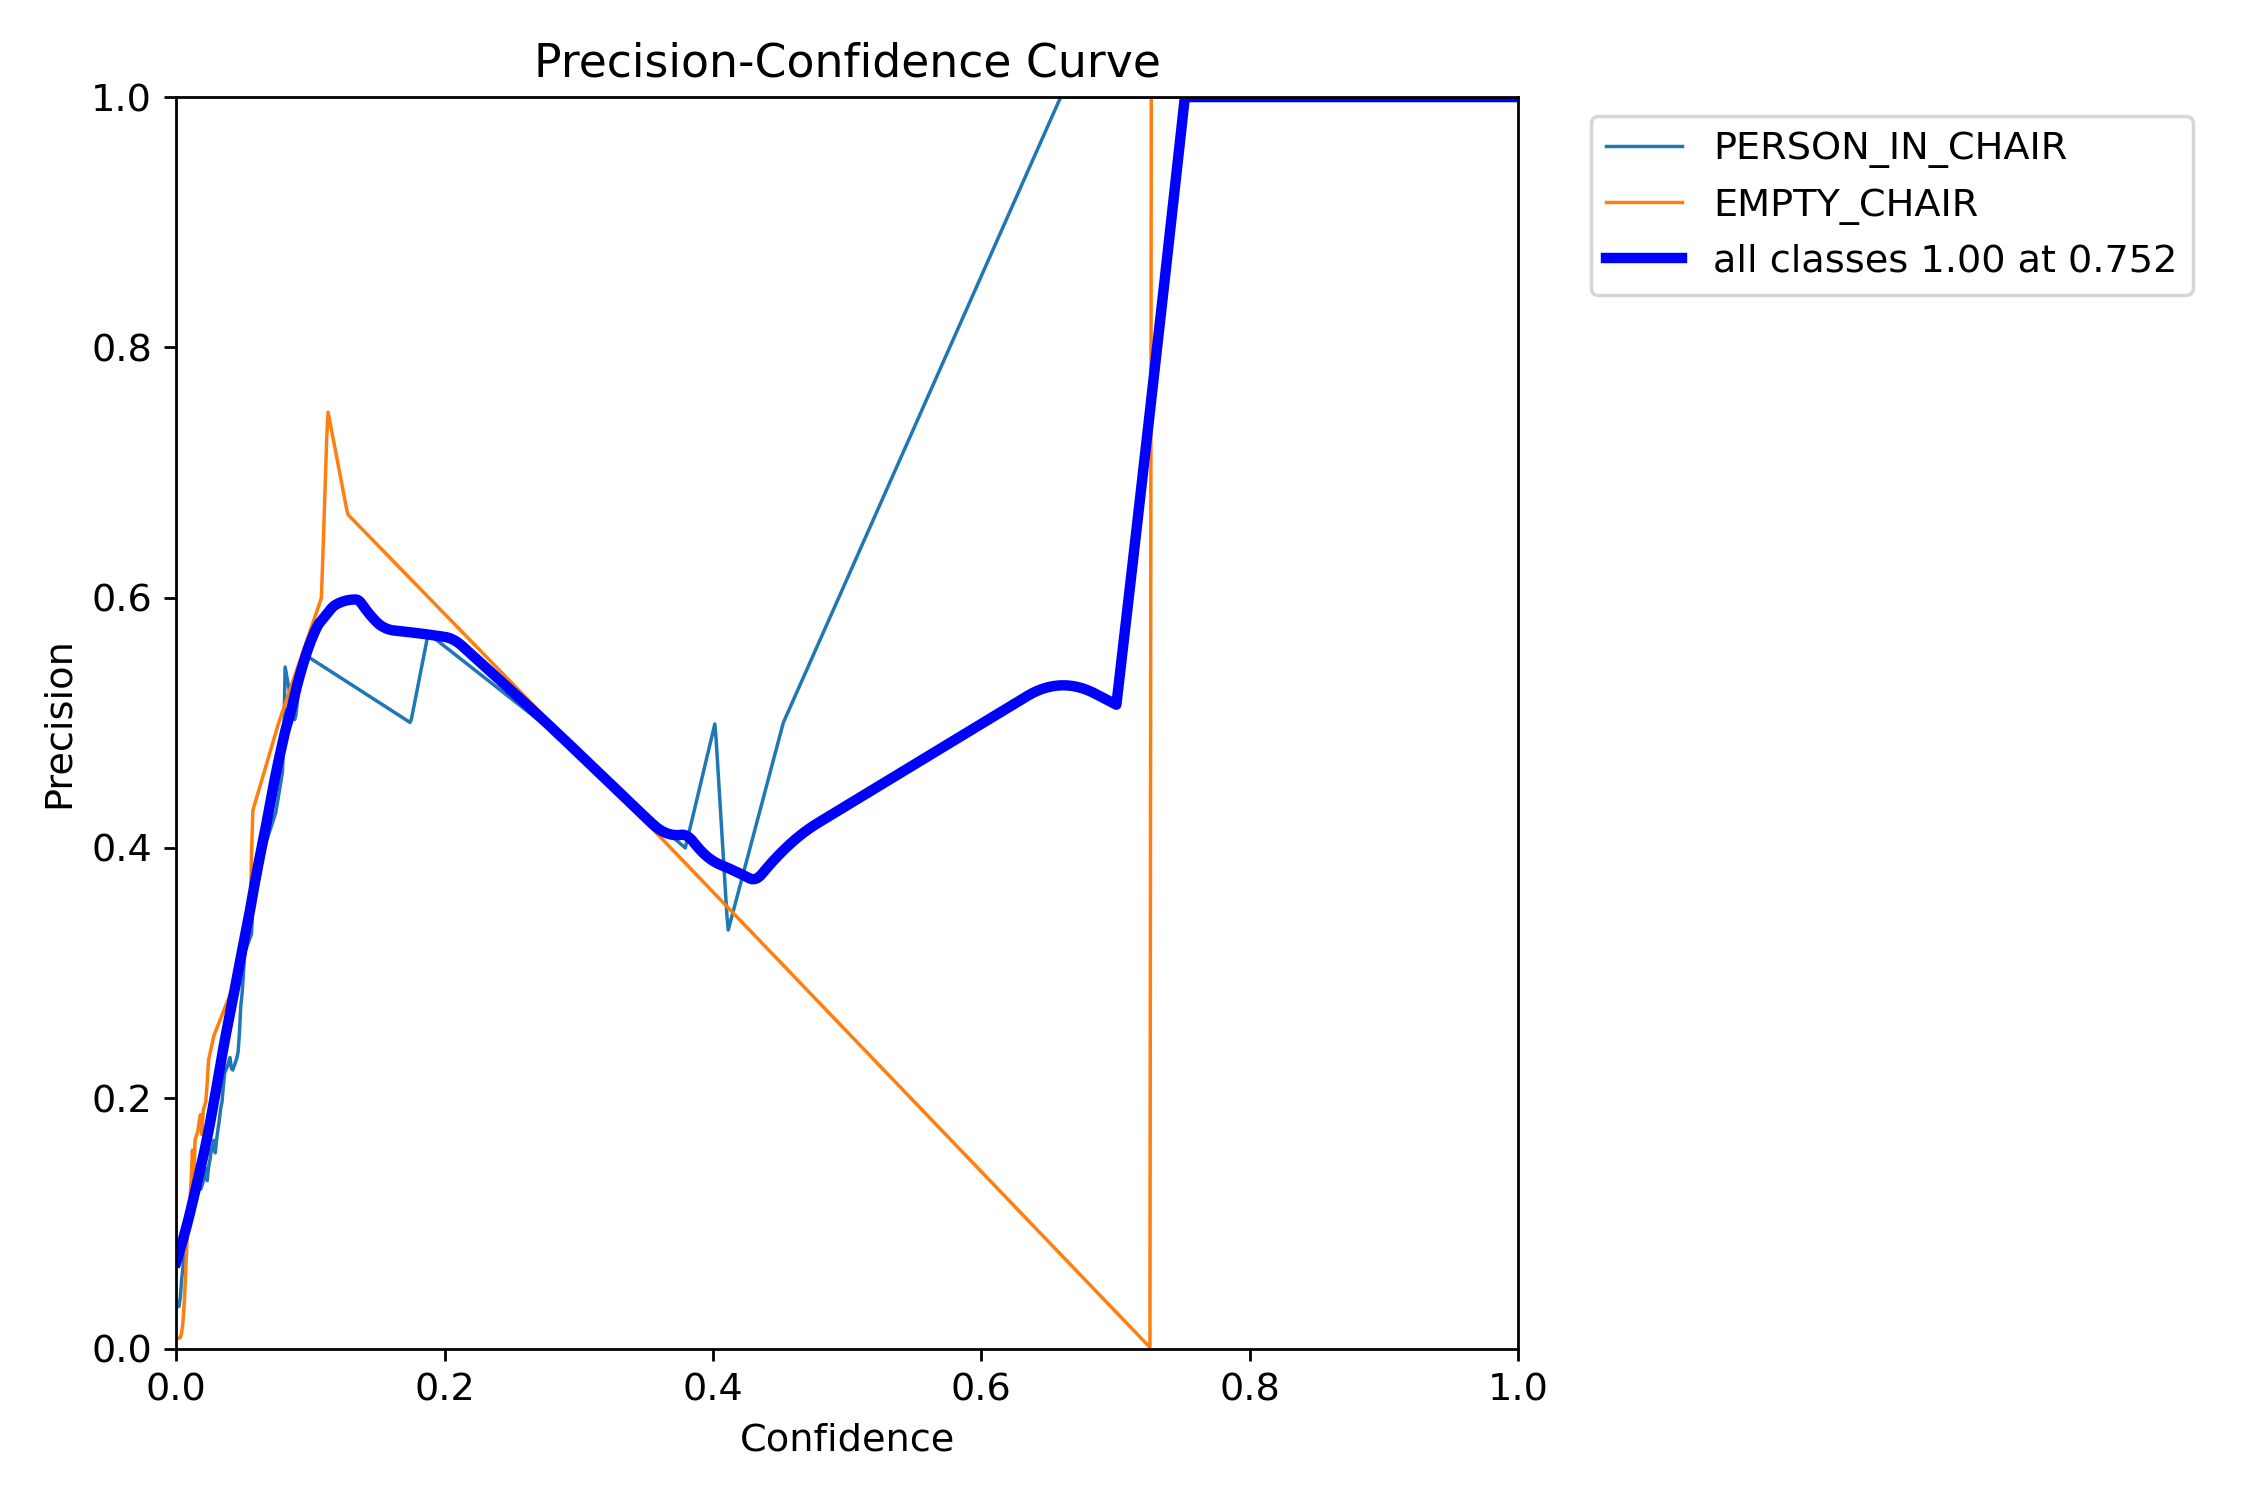 Precision-Confidence Curve
1.0
0.8
0.6
0.4
0.2
0.0
Precision
0.0 0.2 0.4 0.6 0.8 1.0
Confidence
PERSON_IN_CHAIR
EMPTY_CHAIR
all classes 1.00 at 0.752